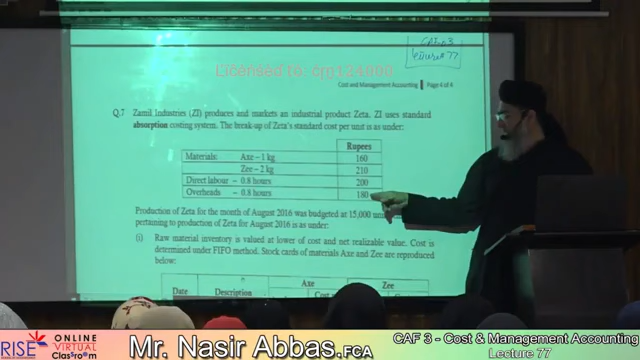 CAF 3
Lecture # 77
Licensed to: crg124000
Cost and Management Accounting Page 4 of 4
Q.7 Zamil Industries (ZI) produces and markets an industrial product Zeta. ZI uses standard
absorption costing system. The break-up of Zeta's standard cost per unit is as under:
Rupees
Materials: Axe – 1 kg 160
Zee – 2 kg 210
Direct labour – 0.8 hours 200
Overheads – 0.8 hours 180
Production of Zeta for the month of August 2016 was budgeted at 15,000
pertaining to production of Zeta for August 2016 is as under:
(i) Raw material inventory is valued at lower of cost and net realizable value. Cost is
determined under FIFO method. Stock cards of materials Axe and Zee are reproduced
below:
Axe Zee
Date Description
RISE ONLINE VIRTUAL Classroom
Mr. Nasir Abbas, FCA
CAF 3 - Cost & Management Accounting
Lecture 77